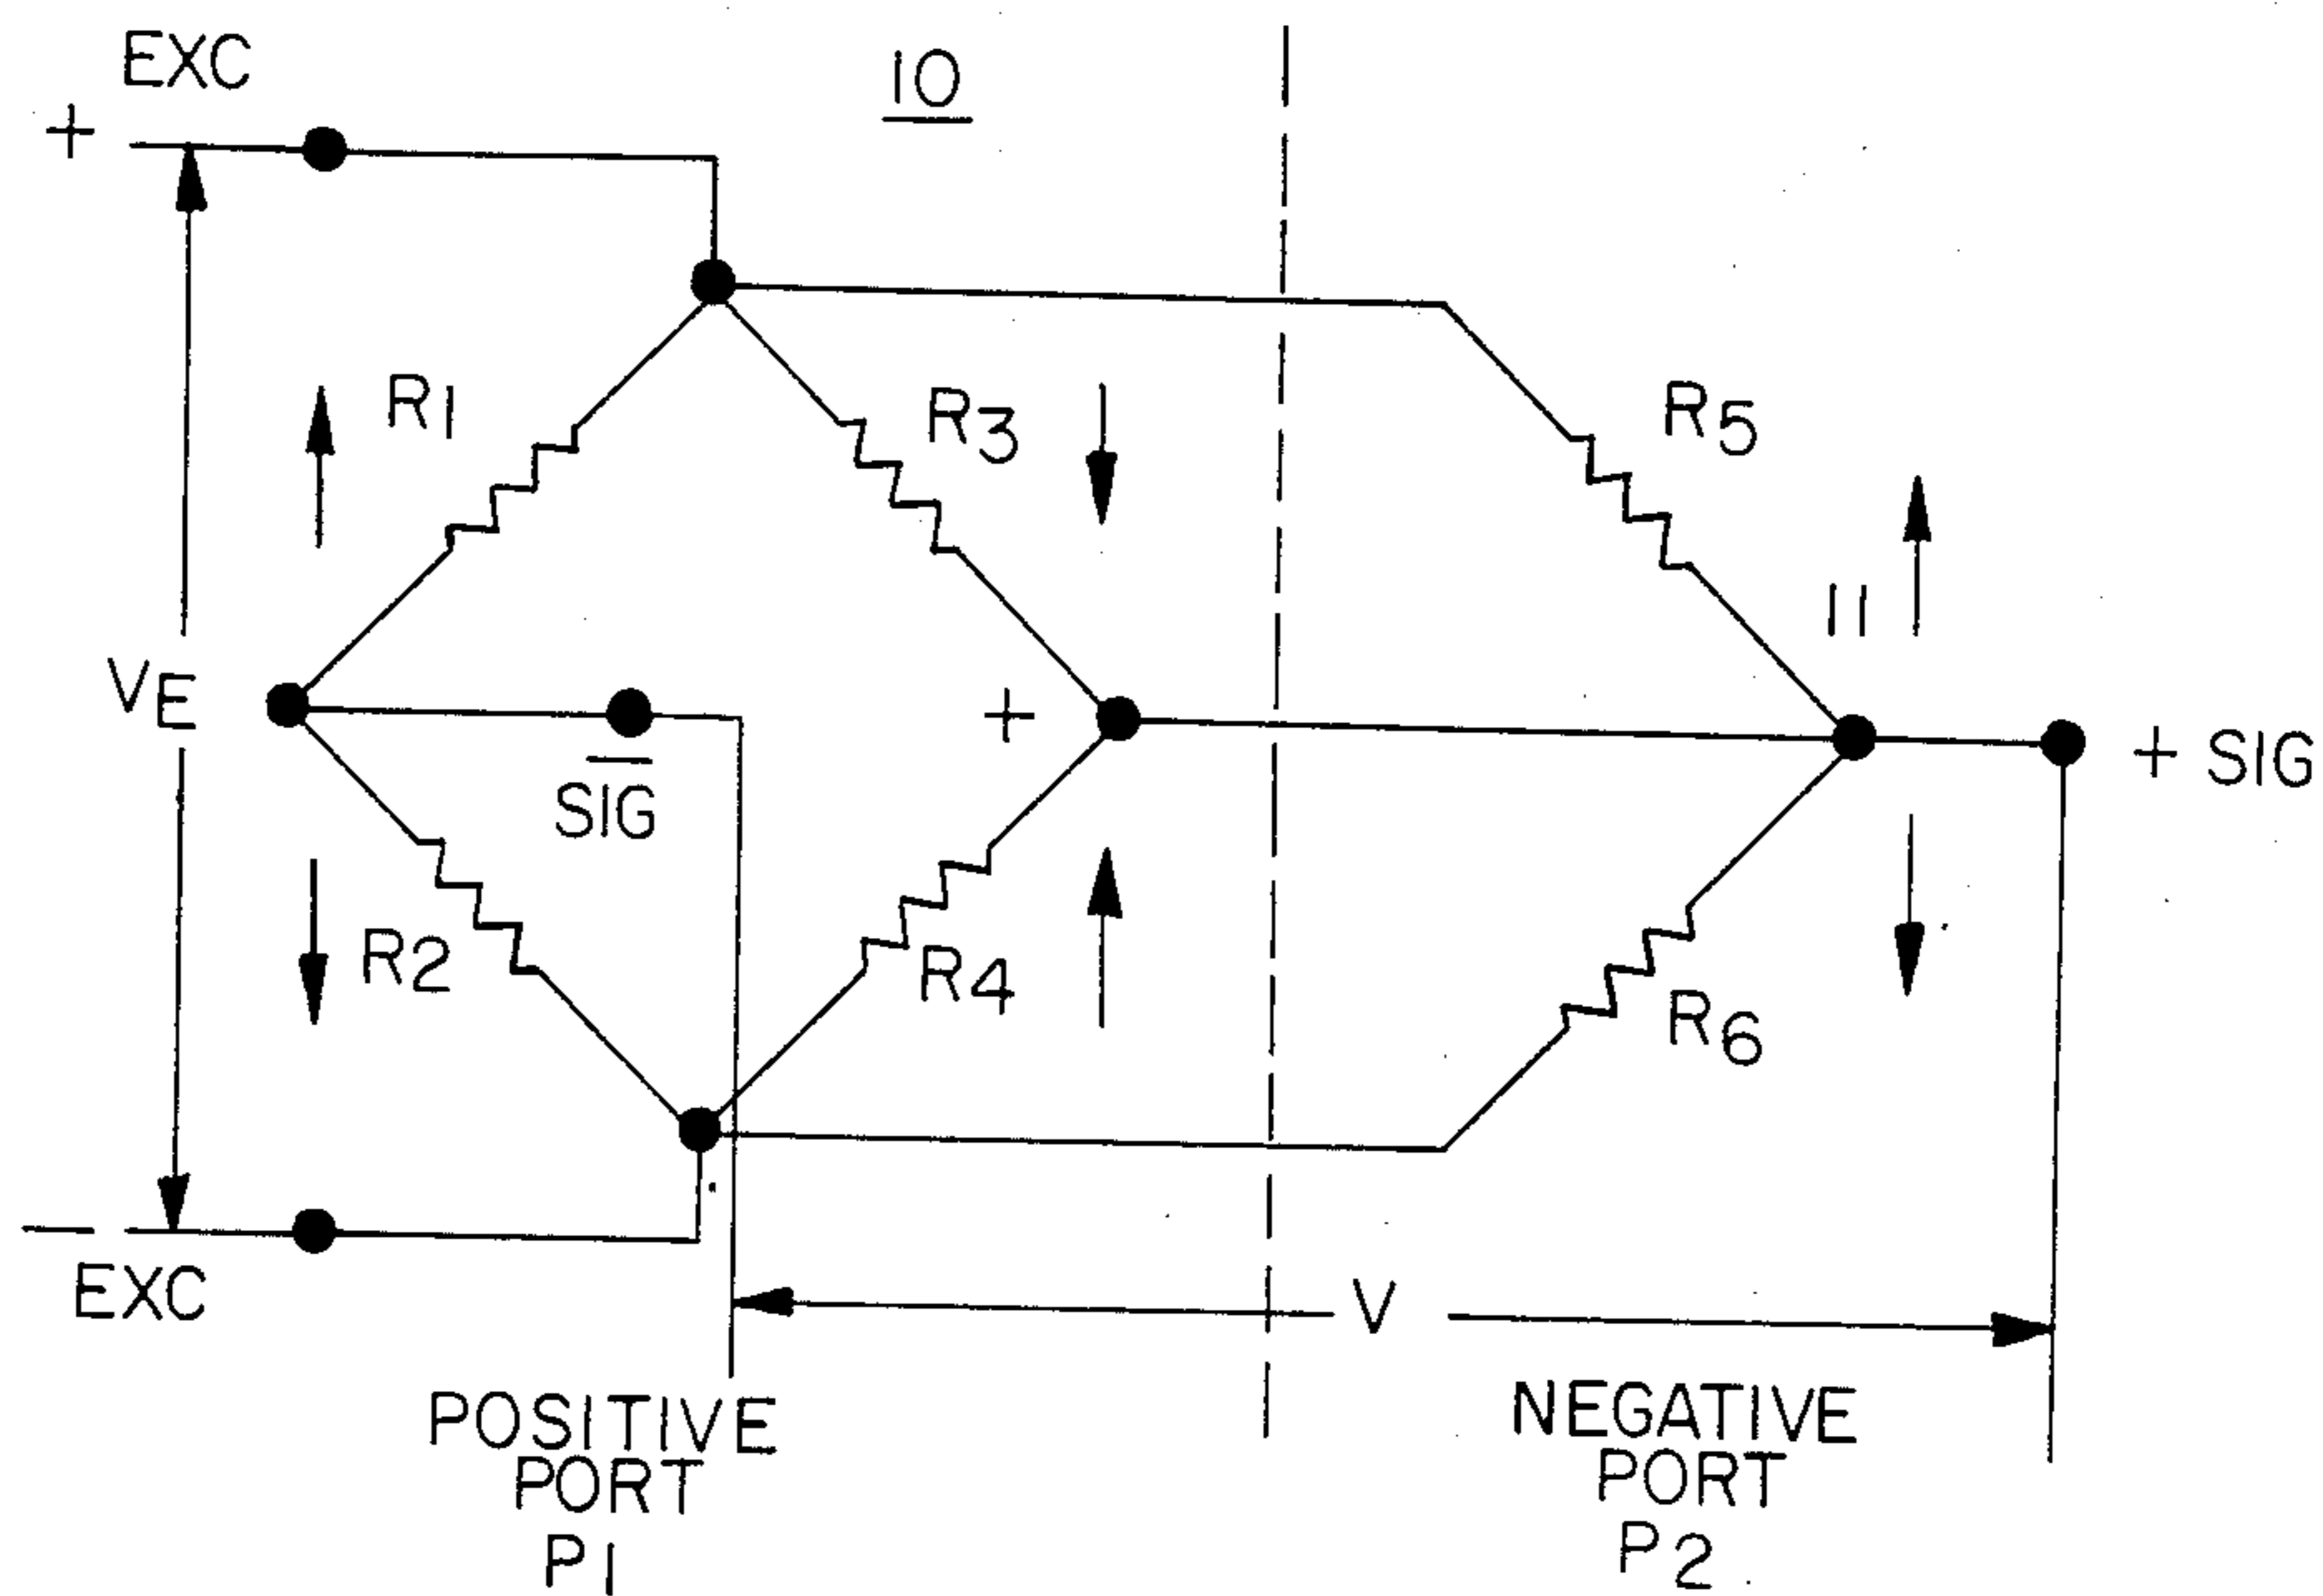 EXC
+
10
R1
R3
R5
11
VE
+
+ SIG
SIG
R2
R4
R6
—
EXC
V
POSITIVE
PORT
P1
NEGATIVE
PORT
P2